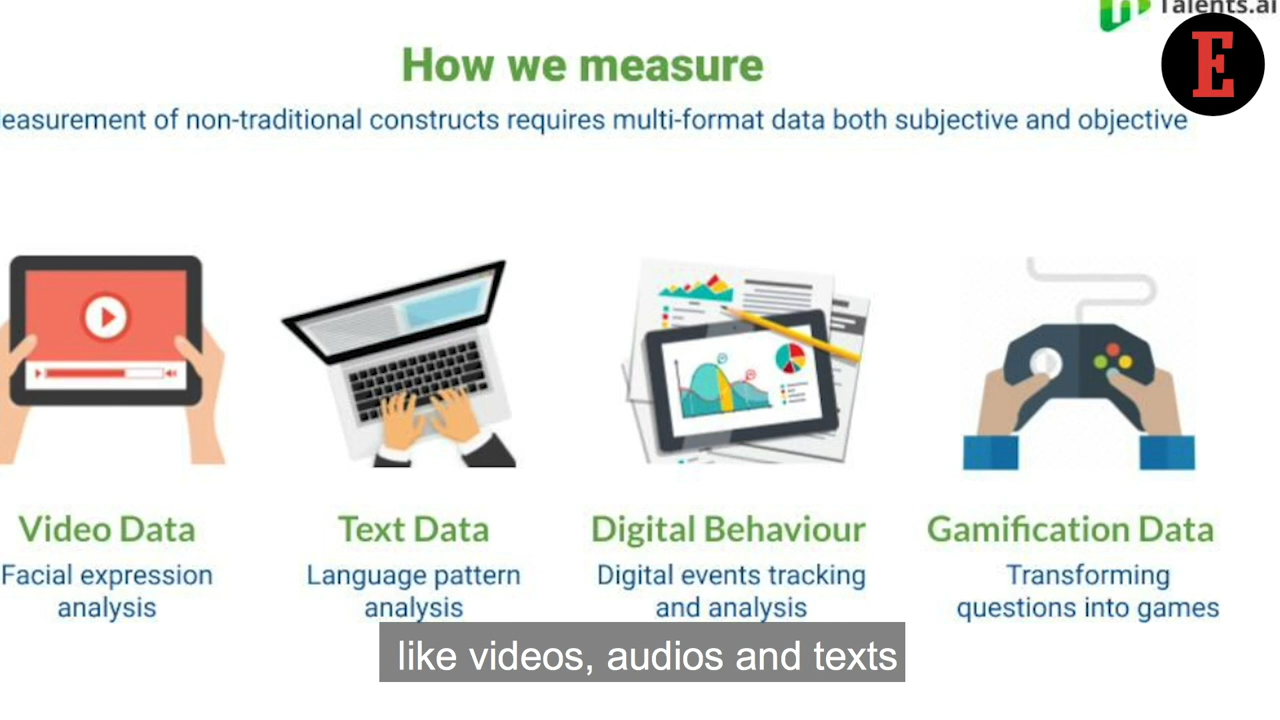 Talents.ai
E
How we measure
easurement of non-traditional constructs requires multi-format data both subjective and objective
Video Data
Text Data
Digital Behaviour
Gamification Data
Facial expression
analysis
Language pattern
analysis
Digital events tracking
and analysis
Transforming
questions into games
like videos, audios and texts